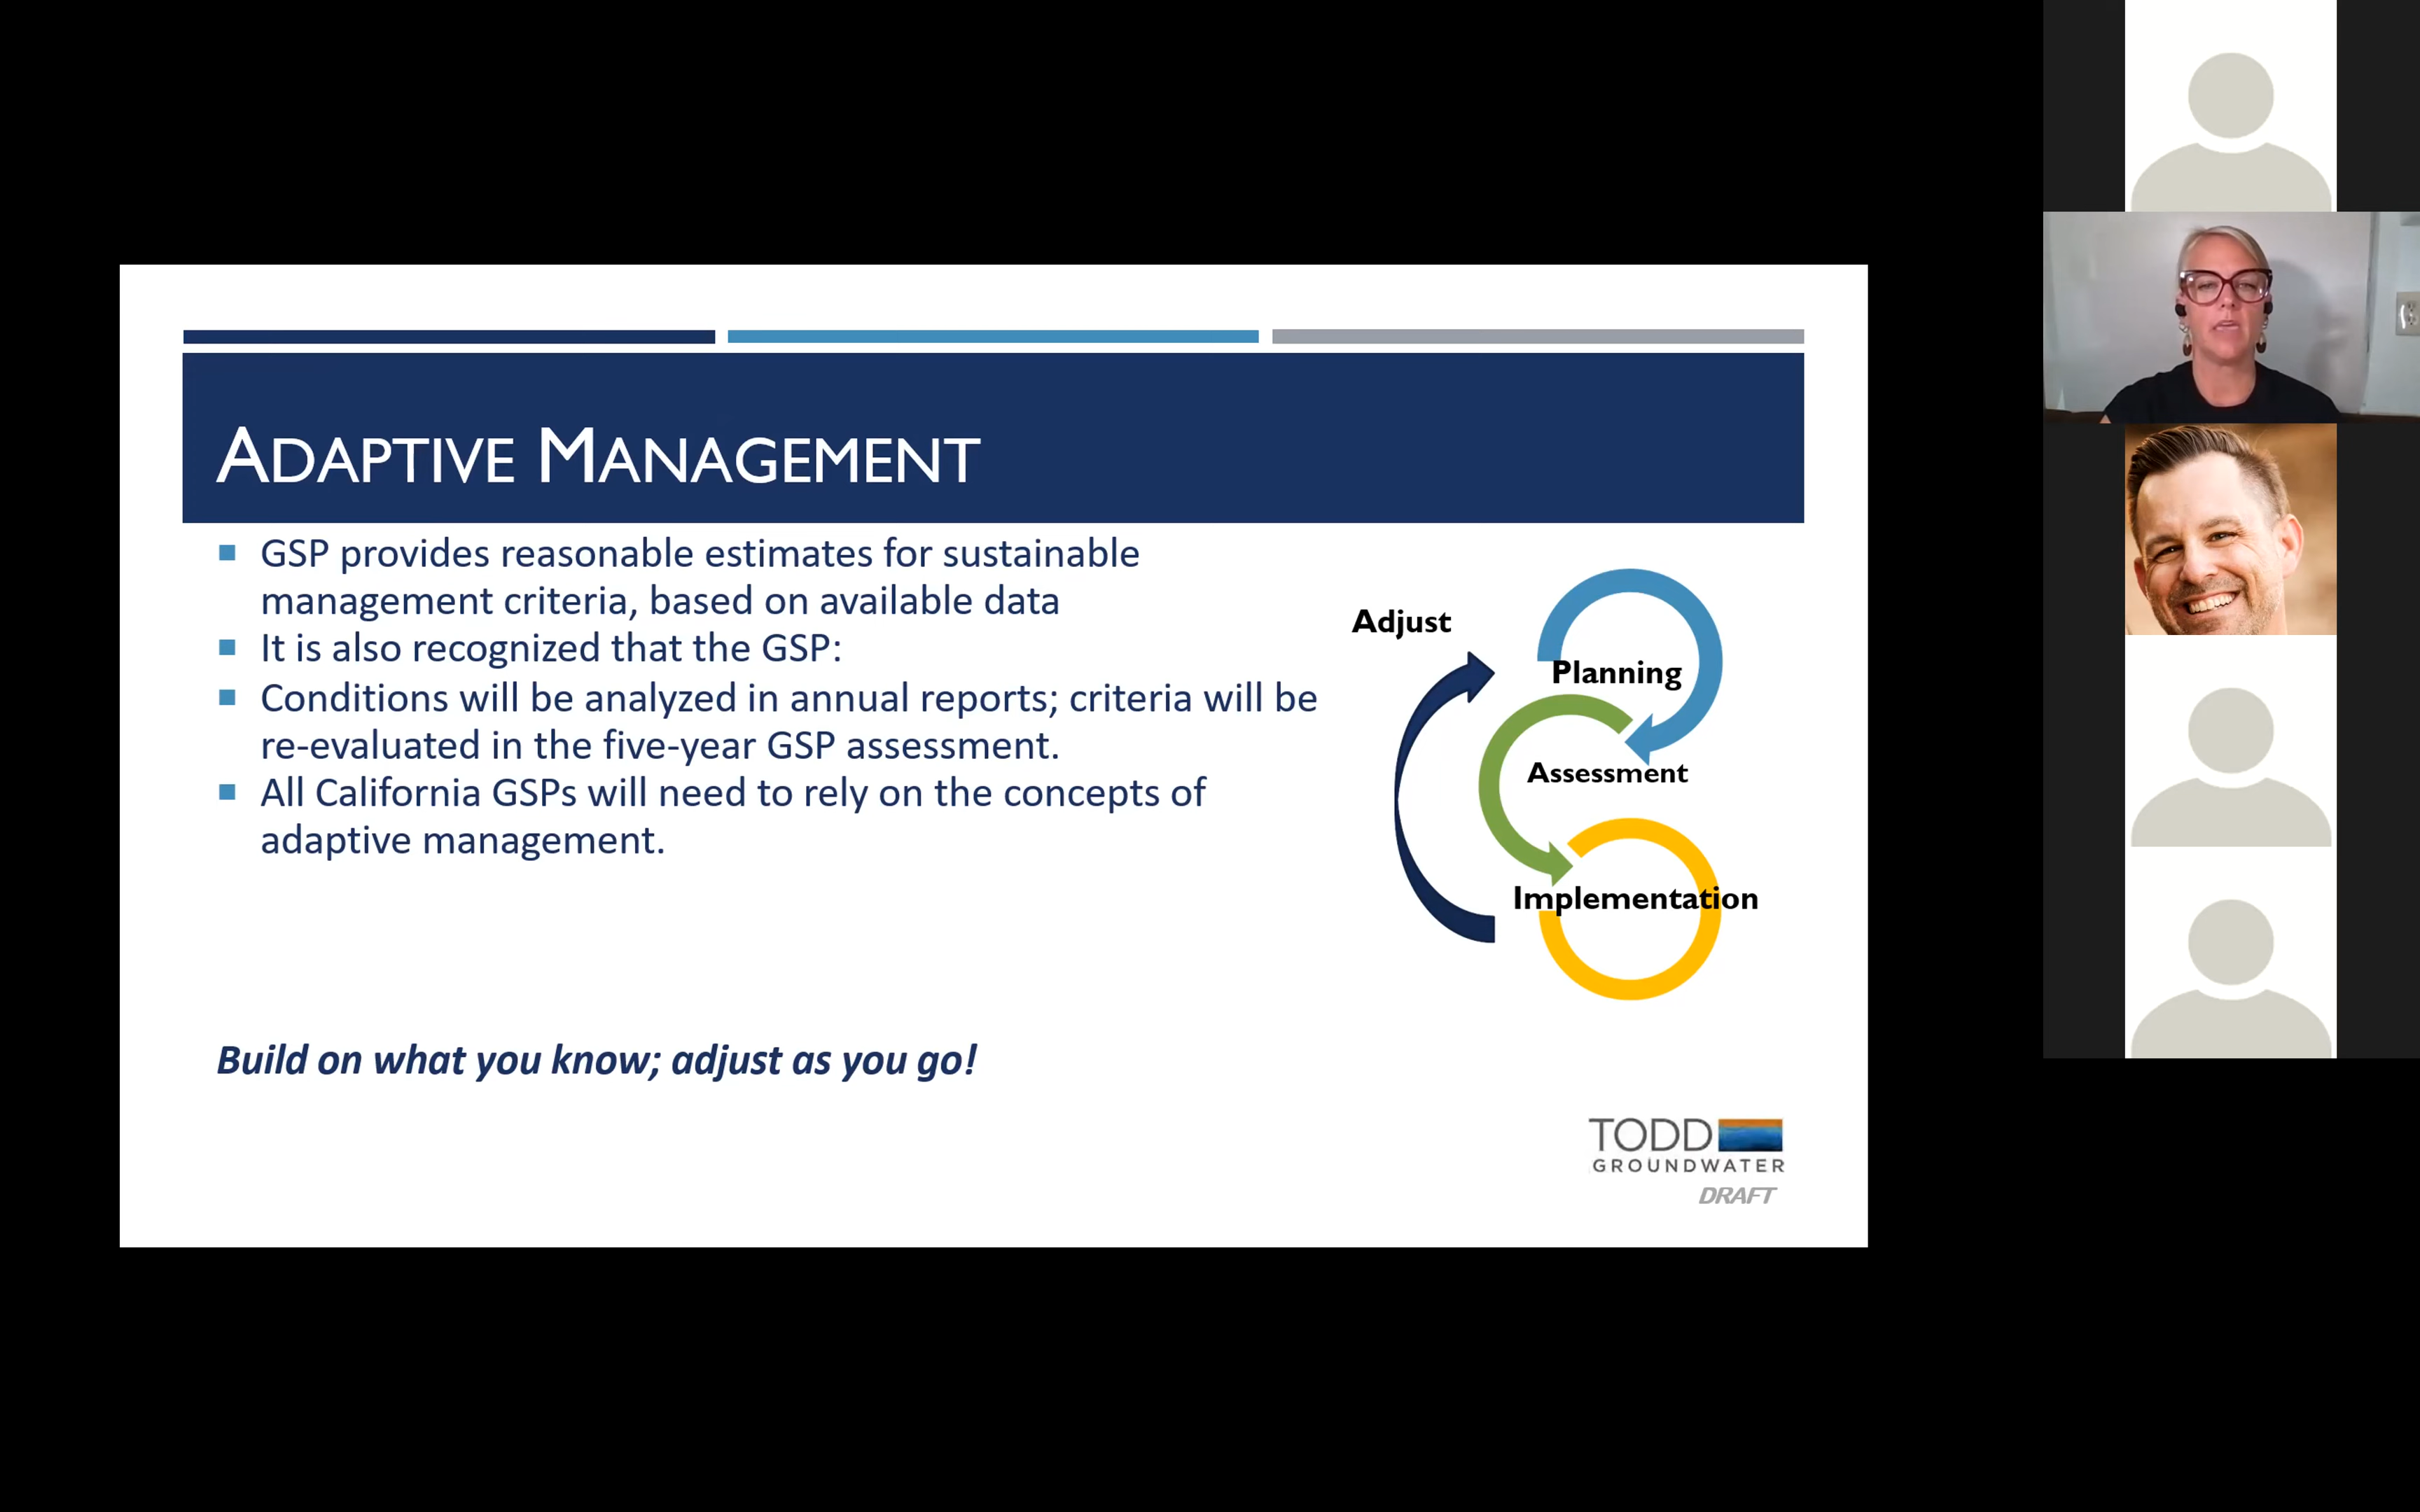 ADAPTIVE MANAGEMENT
GSP provides reasonable estimates for sustainable
management criteria, based on available data
It is also recognized that the GSP:
Conditions will be analyzed in annual reports; criteria will be
re-evaluated in the five-year GSP assessment.
All California GSPs will need to rely on the concepts of
adaptive management.
Build on what you know; adjust as you go!
Adjust
Planning
Assessment
Implementation
TODD
GROUNDWATER
DRAFT